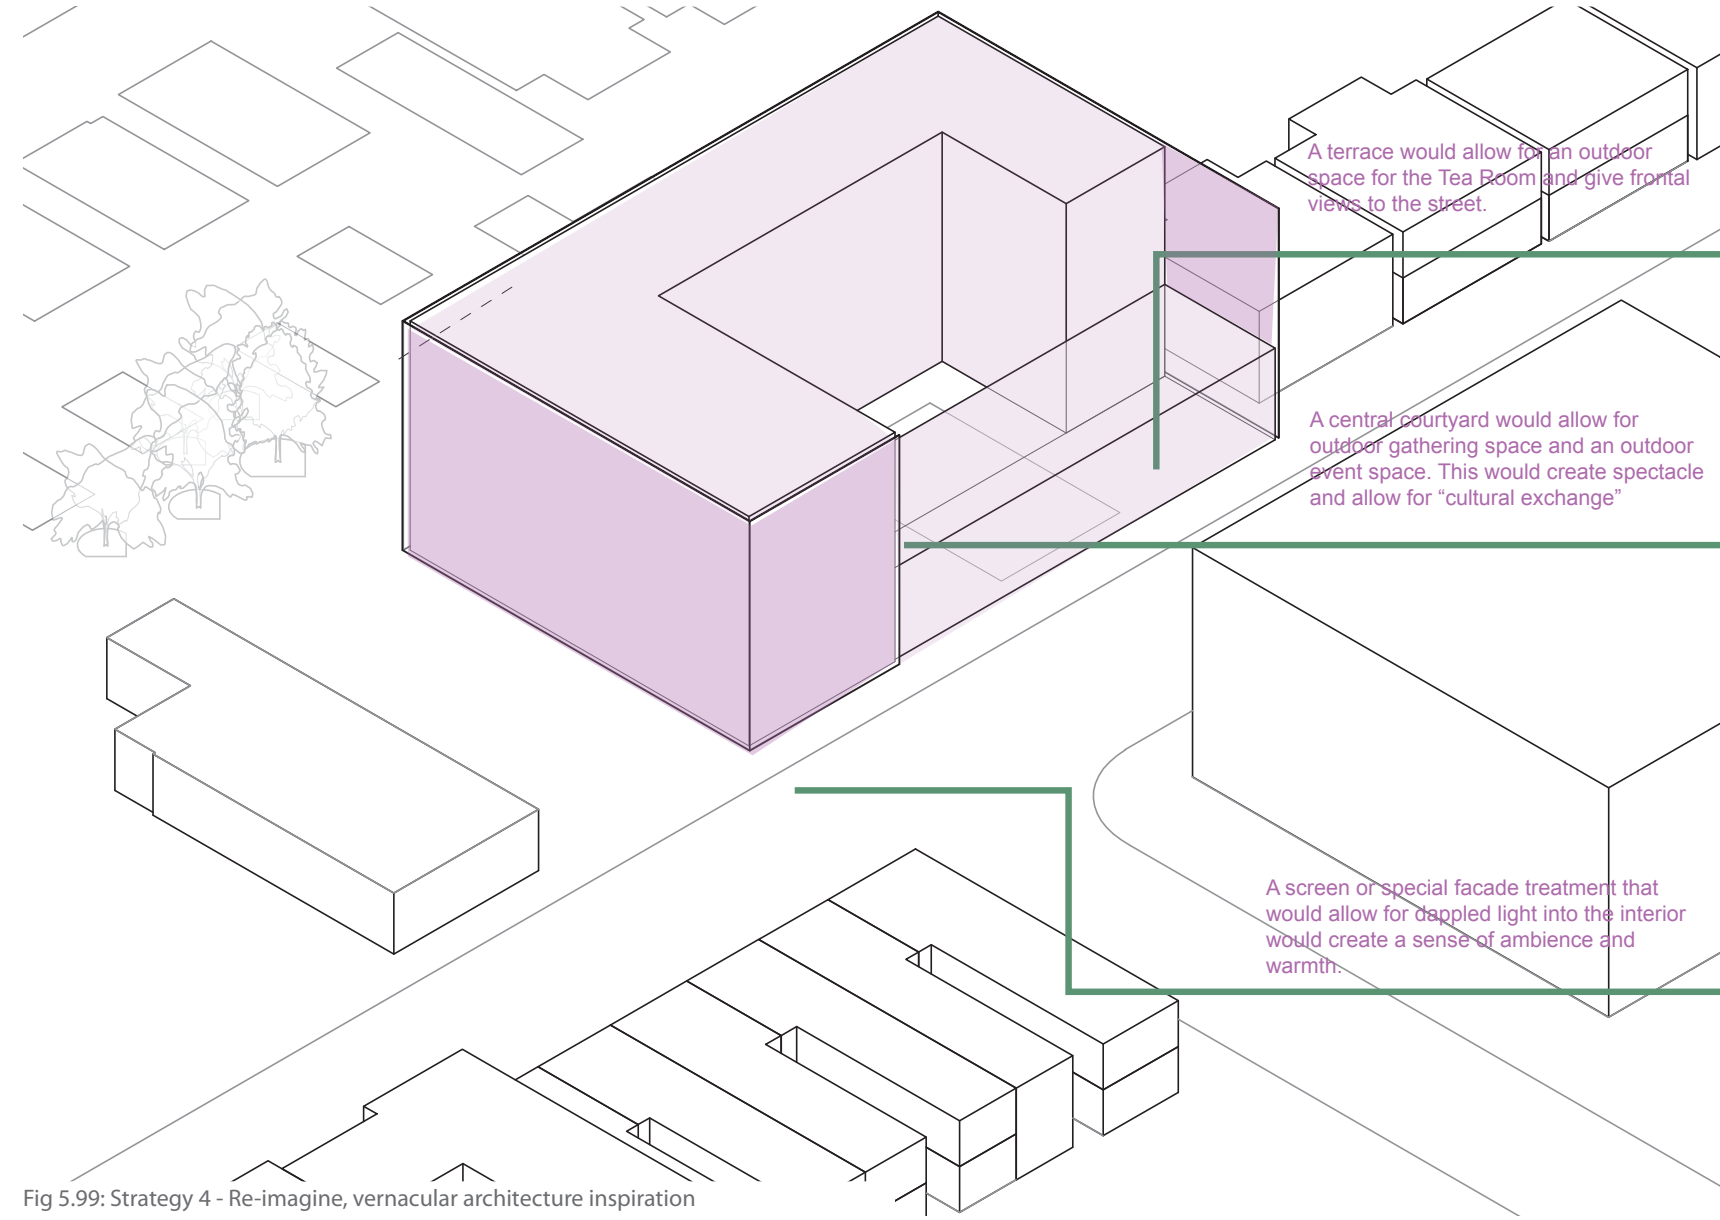 A terrace would allow for an outdoor
space for the Tea Room and give frontal
views to the street.
A central courtyard would allow for
outdoor gathering space and an outdoor
event space. This would create spectacle
and allow for “cultural exchange”
A screen or special facade treatment that
would allow for dappled light into the interior
would create a sense of ambience and
warmth.
Fig 5.99: Strategy 4 - Re-imagine, vernacular architecture inspiration